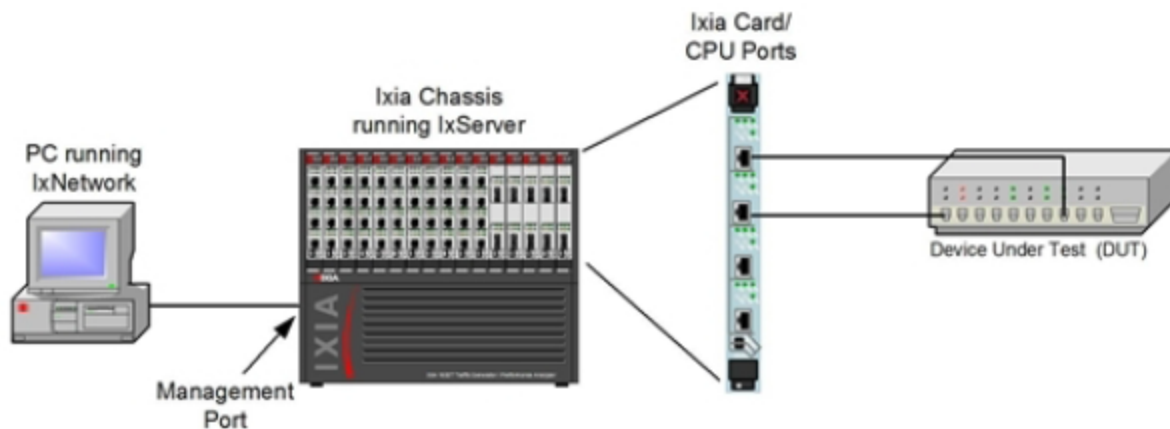 Ixia Card/
CPU Ports
Ixia Chassis
running IxServer
PC running
IxNetwork
IXIA
IXIA
Device Under Test (DUT)
Management
Port